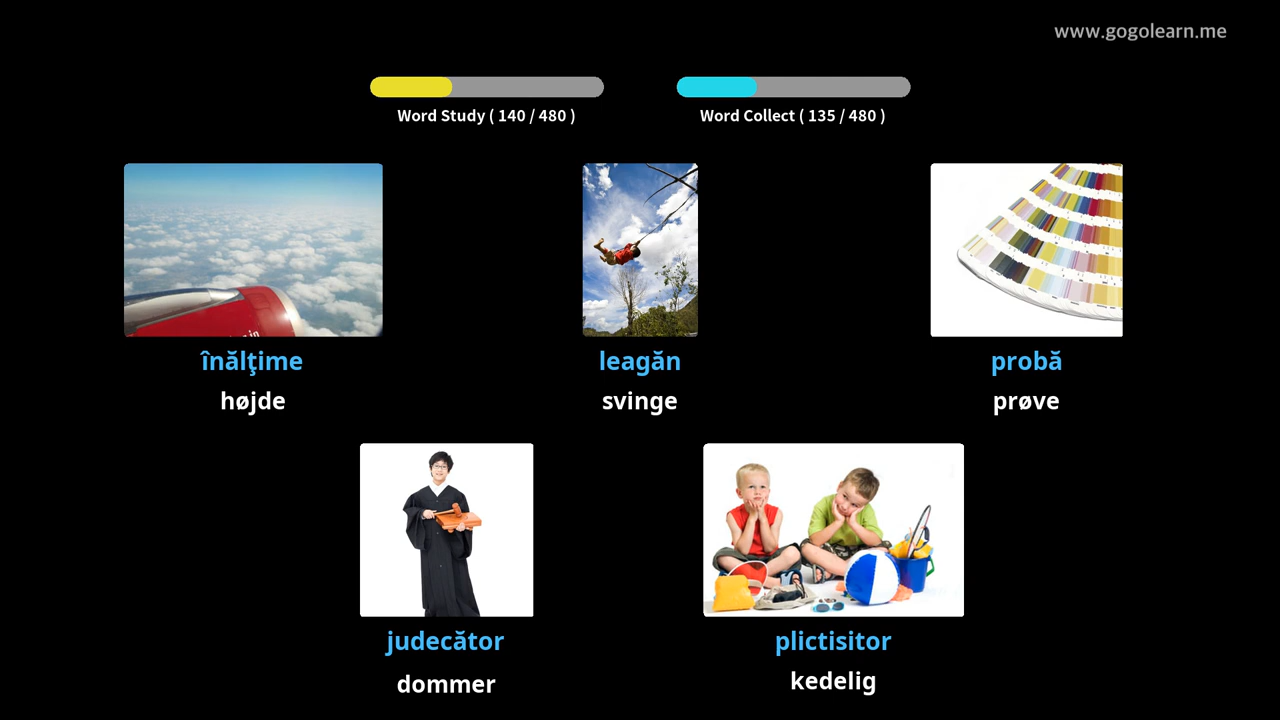 www.gogolearn.me
Word Study ( 140 / 480 )
Word Collect ( 135 / 480 )
înălţime
leagăn
probă
højde
svinge
prøve
judecător
plictisitor
dommer
kedelig